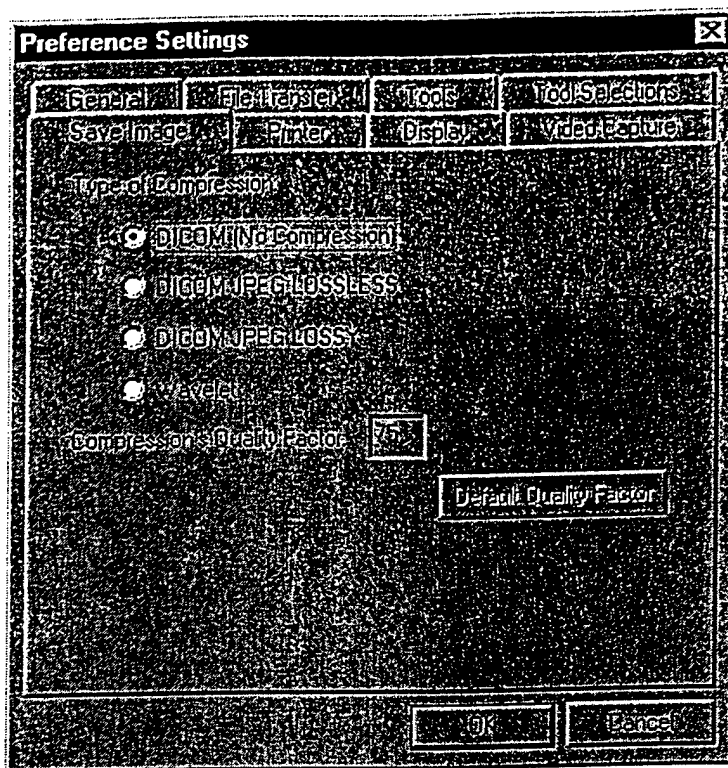 Preference Settings
General File Transfer Tools Tool Selections
Save Image Printer Display Video Capture
Type of Compression:
DICOM (No Compression)
DICOM JPEG LOSSLESS
DICOM JPEG LOSSY
Wavelet
Compression's Quality Factor 75
Default Quality Factor
OK Cancel